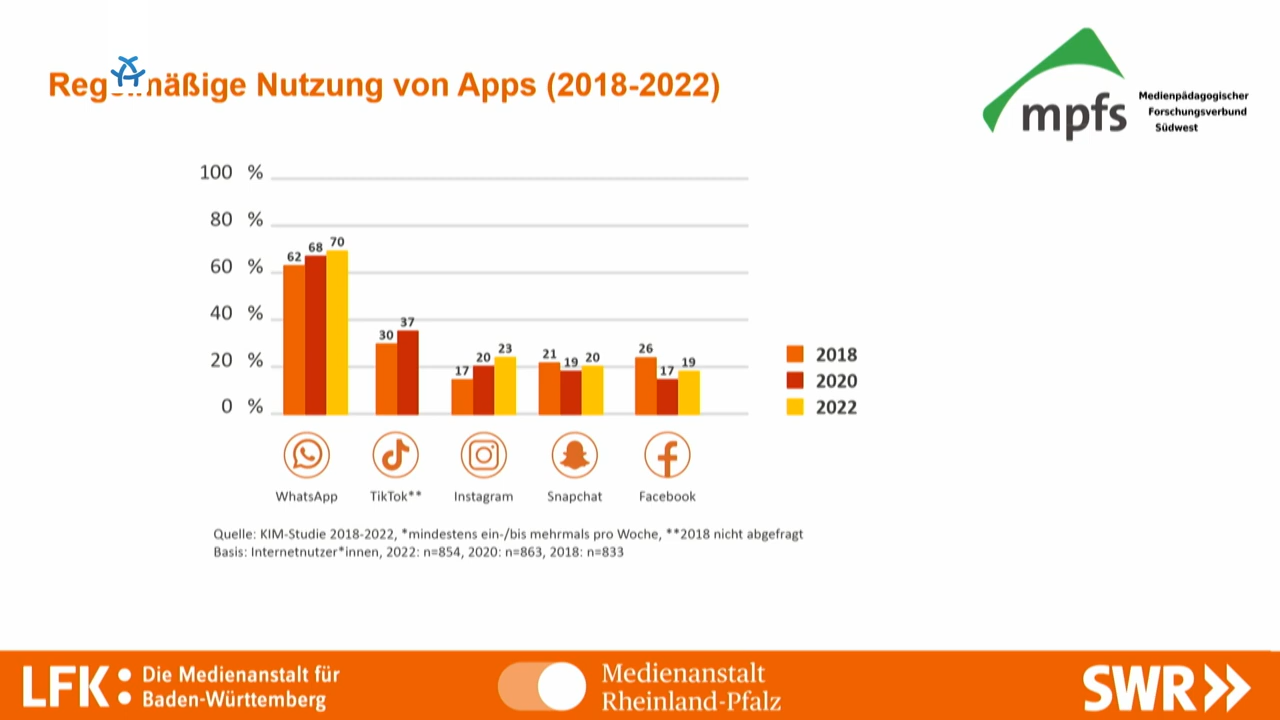 Regelmäßige Nutzung von Apps (2018-2022)
mpfs
Medienpädagogischer
Forschungsverbund
Südwest
100 %
80 %
60 %
40 %
20 %
0 %
62 68 70
30 37
17 20 23
21 19 20
26 17 19
2018
2020
2022
WhatsApp TikTok** Instagram Snapchat Facebook
Quelle: KIM-Studie 2018-2022, *mindestens ein-/bis mehrmals pro Woche, **2018 nicht abgefragt
Basis: Internetnutzer*innen, 2022: n=854, 2020: n=863, 2018: n=833
LFK: Die Medienanstalt für
Baden-Württemberg
Medienanstalt
Rheinland-Pfalz
SWR